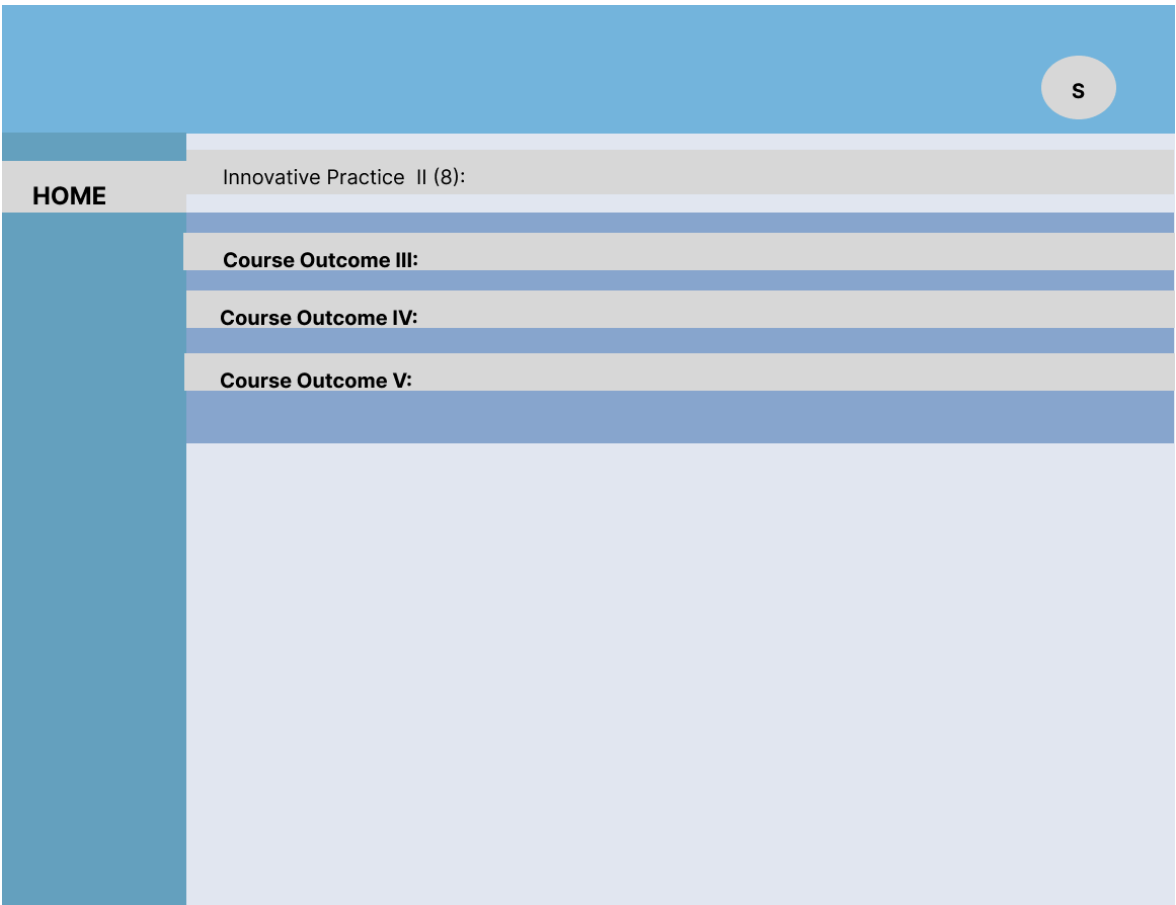 S
HOME
Innovative Practice  II (8):
Course Outcome III:
Course Outcome IV:
Course Outcome V: